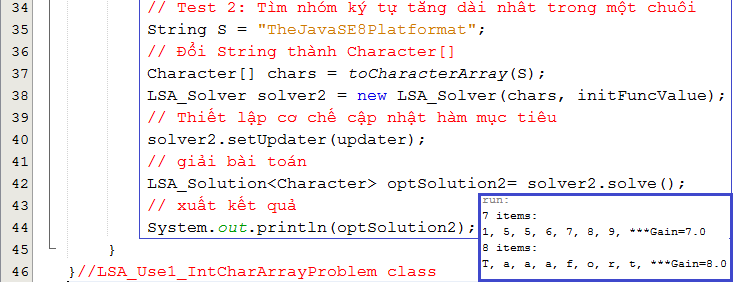 34 // Test 2: Tìm nhóm ký tự tăng dài nhât trong một chuôi
35 String S = "TheJavaSE8Platformat";
36 // Đổi String thành Character[]
37 Character[] chars = toCharacterArray(S);
38 LSA_Solver solver2 = new LSA_Solver(chars, initFuncValue);
39 // Thiết lập cơ chế cập nhật hàm mục tiêu
40 solver2.setUpdater(updater);
41 // giải bài toán
42 LSA_Solution<Character> optSolution2= solver2.solve();
43 // xuất kết quả
44 System.out.println(optSolution2);
45 }
46 }//LSA_Use1_IntCharArrayProblem class
run:
7 items:
1, 5, 5, 6, 7, 8, 9, ***Gain=7.0
8 items:
T, a, a, a, f, o, r, t, ***Gain=8.0